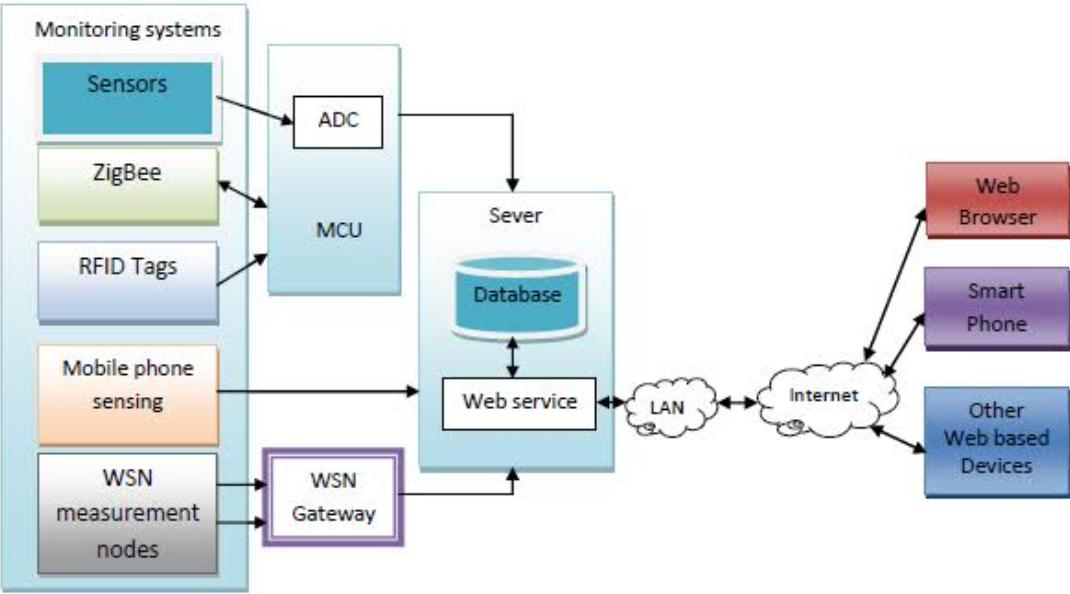 Monitoring systems
Sensors
ZigBee
RFID Tags
Mobile phone
sensing
WSN
measurement
nodes
ADC
MCU
WSN
Gateway
Sever
Database
Web service
LAN
Internet
Web
Browser
Smart
Phone
Other
Web based
Devices